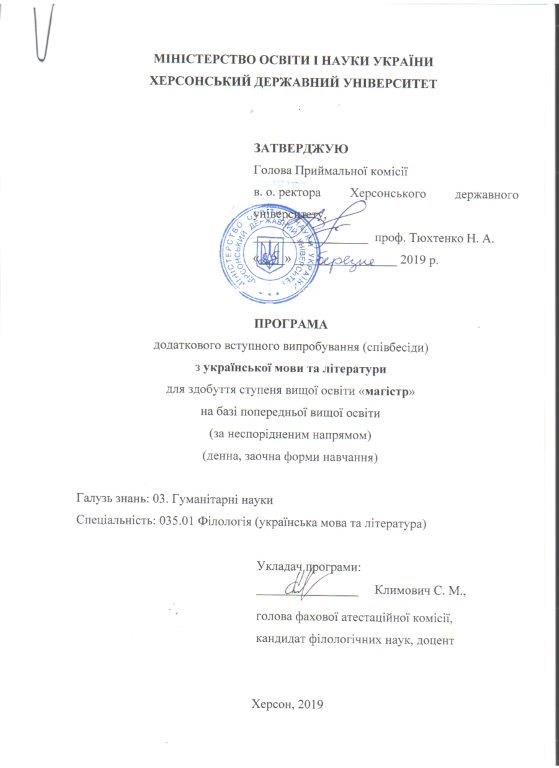 МІНІСТЕРСТВО ОСВІТИ І НАУКИ УКРАЇНИ
ХЕРСОНСЬКИЙ ДЕРЖАВНИЙ УНІВЕРСИТЕТ
ЗАТВЕРДЖУЮ
Голова Приймальної комісії
в. о. ректора Херсонського державного
університету
проф. Тюхтенко Н. А.
« » березня 2019 р.
ПРОГРАМА
додаткового вступного випробування (співбесіди)
з української мови та літератури
для здобуття ступеня вищої освіти «магістр»
на базі попередньої вищої освіти
(за неспорідненим напрямом)
(денна, заочна форми навчання)
Галузь знань: 03. Гуманітарні науки
Спеціальність: 035.01 Філологія (українська мова та література)
Укладач програми:
Климович С. М.,
голова фахової атестаційної комісії,
кандидат філологічних наук, доцент
Херсон, 2019